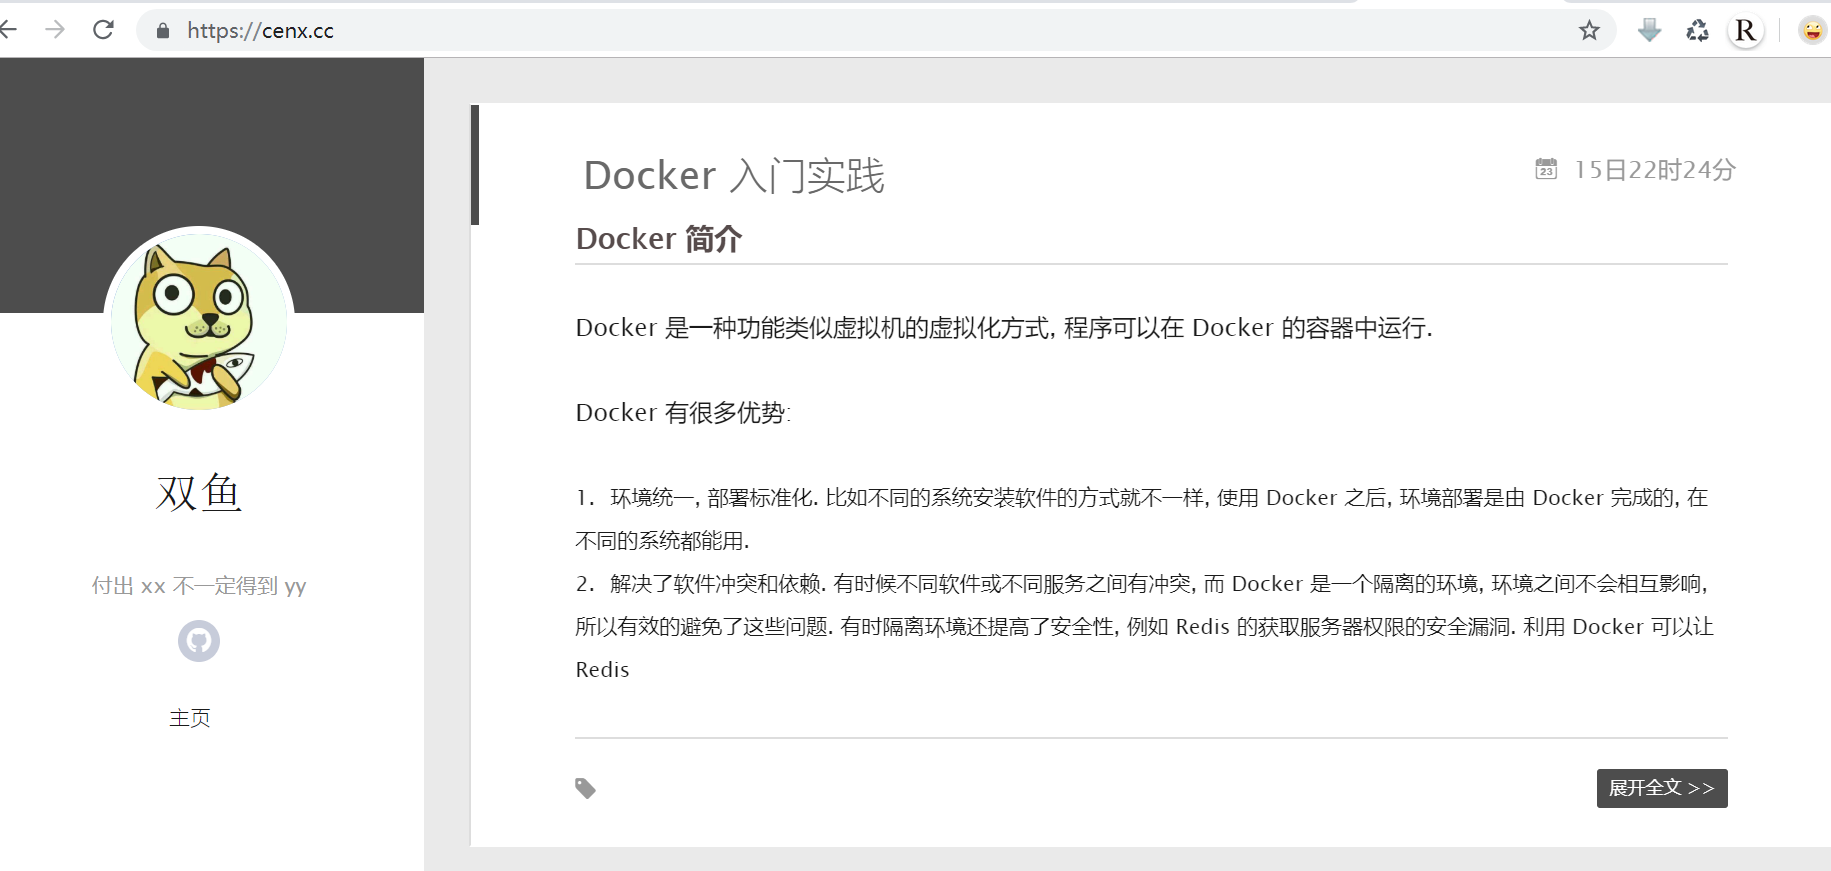 https://cenx.cc
R
双鱼
付出 xx 不一定得到 yy
主页
Docker 入门实践
23
15日22时24分
Docker 简介
Docker 是一种功能类似虚拟机的虚拟化方式, 程序可以在 Docker 的容器中运行.
Docker 有很多优势:
1. 环境统一, 部署标准化. 比如不同的系统安装软件的方式就不一样, 使用 Docker 之后, 环境部署是由 Docker 完成的, 在
不同的系统都能用.
2. 解决了软件冲突和依赖. 有时候不同软件或不同服务之间有冲突, 而 Docker 是一个隔离的环境, 环境之间不会相互影响,
所以有效的避免了这些问题. 有时隔离环境还提高了安全性, 例如 Redis 的获取服务器权限的安全漏洞. 利用 Docker 可以让
Redis
展开全文 >>